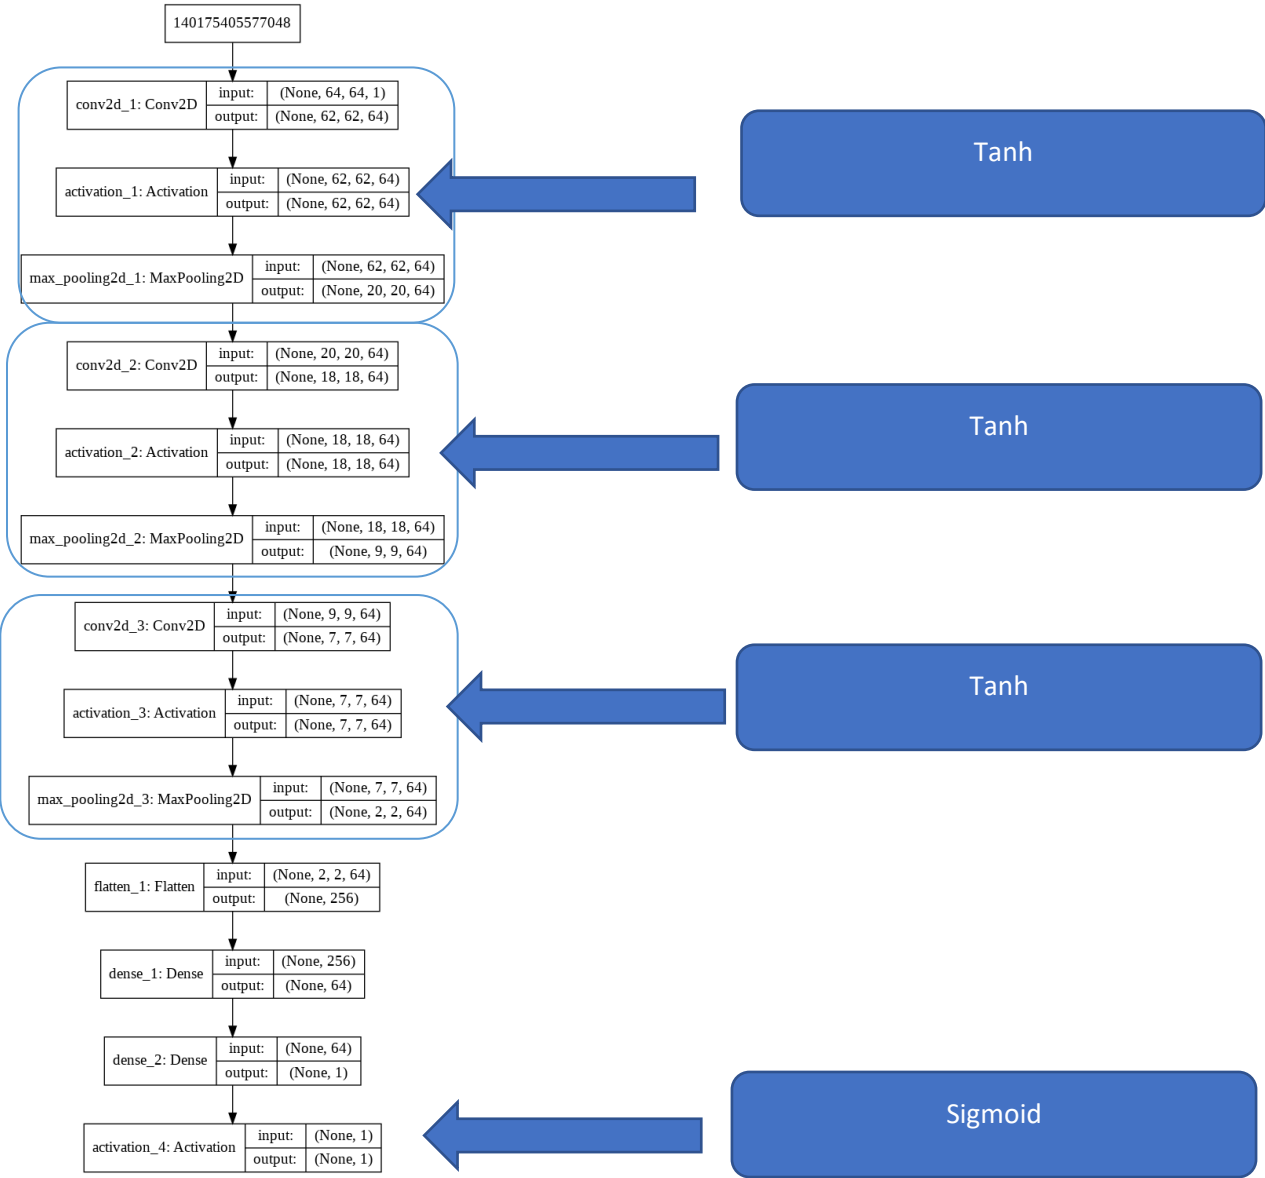 140175405577048
conv2d_1: Conv2D
input: (None, 64, 64, 1)
output: (None, 62, 62, 64)
Tanh
activation_1: Activation
input: (None, 62, 62, 64)
output: (None, 62, 62, 64)
max_pooling2d_1: MaxPooling2D
input: (None, 62, 62, 64)
output: (None, 20, 20, 64)
conv2d_2: Conv2D
input: (None, 20, 20, 64)
output: (None, 18, 18, 64)
Tanh
activation_2: Activation
input: (None, 18, 18, 64)
output: (None, 18, 18, 64)
max_pooling2d_2: MaxPooling2D
input: (None, 18, 18, 64)
output: (None, 9, 9, 64)
conv2d_3: Conv2D
input: (None, 9, 9, 64)
output: (None, 7, 7, 64)
Tanh
activation_3: Activation
input: (None, 7, 7, 64)
output: (None, 7, 7, 64)
max_pooling2d_3: MaxPooling2D
input: (None, 7, 7, 64)
output: (None, 2, 2, 64)
flatten_1: Flatten
input: (None, 2, 2, 64)
output: (None, 256)
dense_1: Dense
input: (None, 256)
output: (None, 64)
dense_2: Dense
input: (None, 64)
output: (None, 1)
Sigmoid
activation_4: Activation
input: (None, 1)
output: (None, 1)